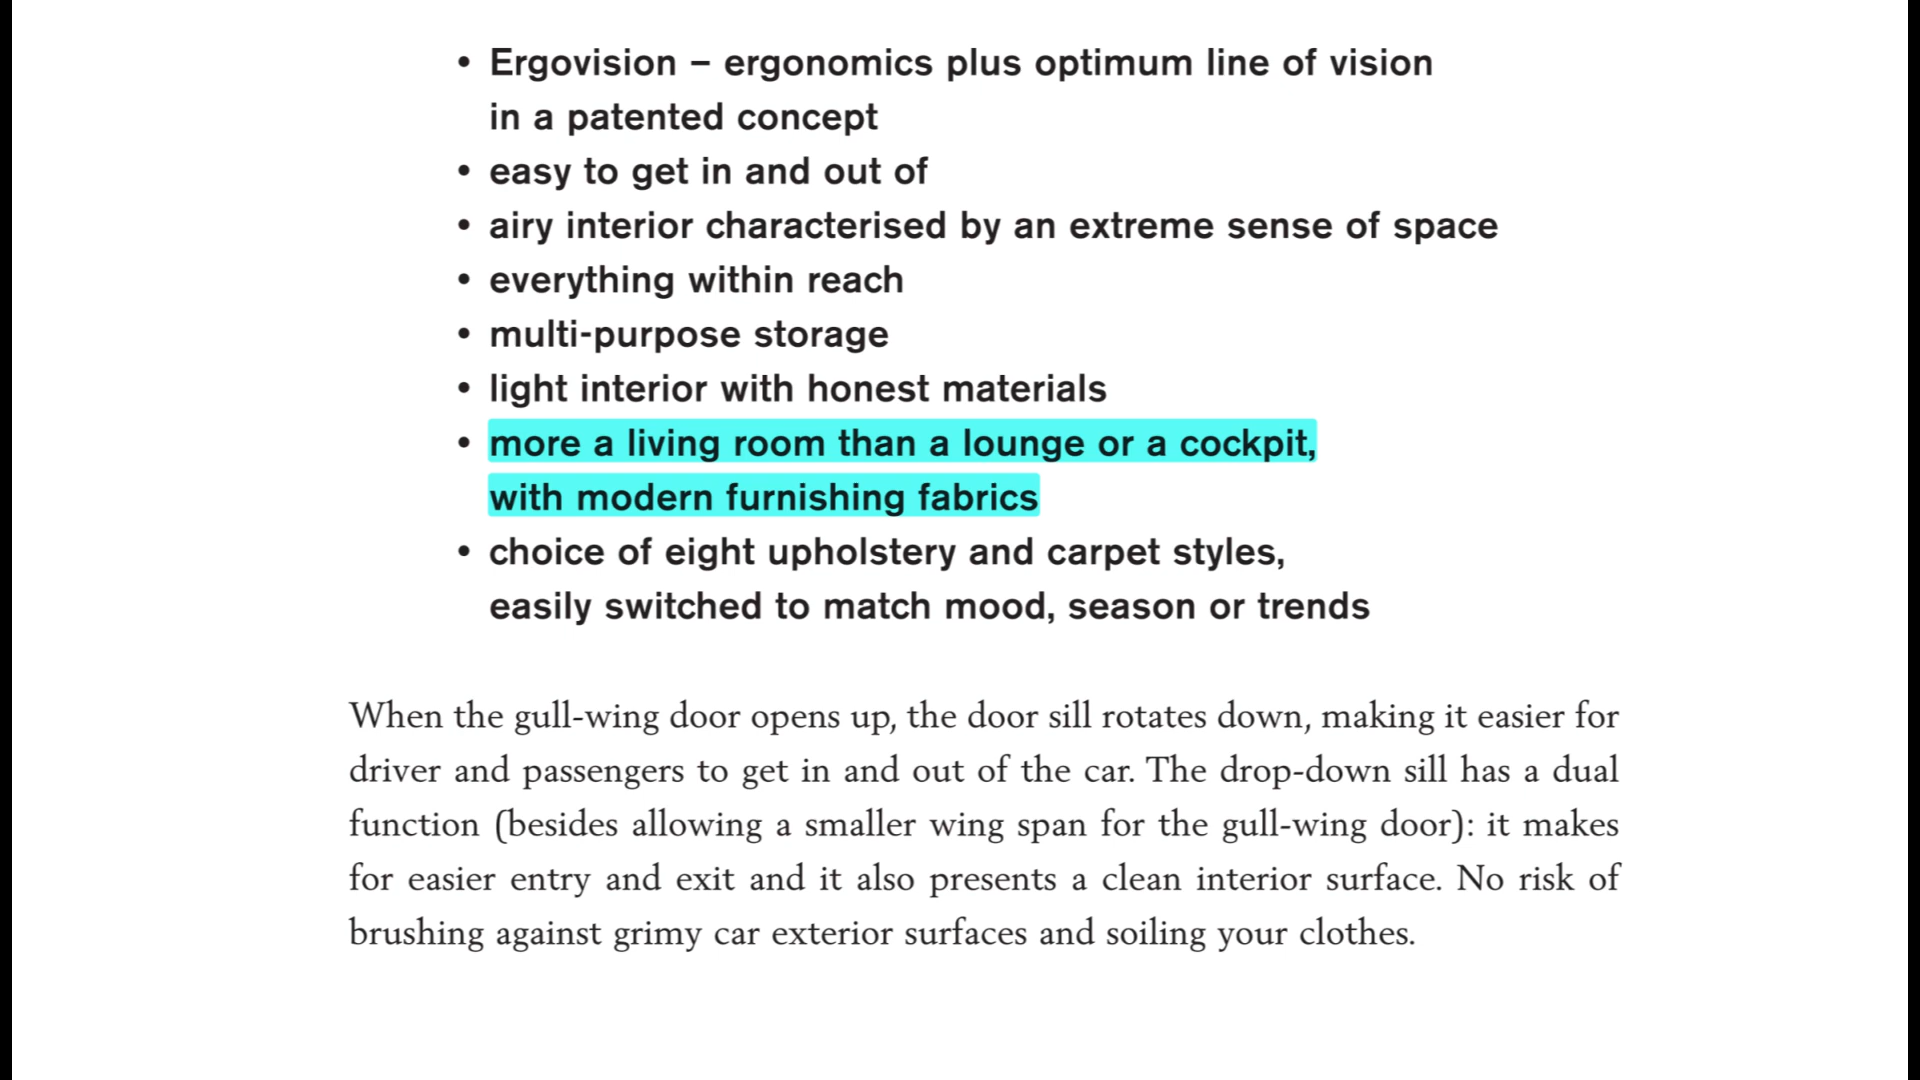 • Ergovision – ergonomics plus optimum line of vision
in a patented concept
• easy to get in and out of
• airy interior characterised by an extreme sense of space
• everything within reach
• multi-purpose storage
• light interior with honest materials
• more a living room than a lounge or a cockpit,
with modern furnishing fabrics
• choice of eight upholstery and carpet styles,
easily switched to match mood, season or trends
When the gull-wing door opens up, the door sill rotates down, making it easier for
driver and passengers to get in and out of the car. The drop-down sill has a dual
function (besides allowing a smaller wing span for the gull-wing door): it makes
for easier entry and exit and it also presents a clean interior surface. No risk of
brushing against grimy car exterior surfaces and soiling your clothes.